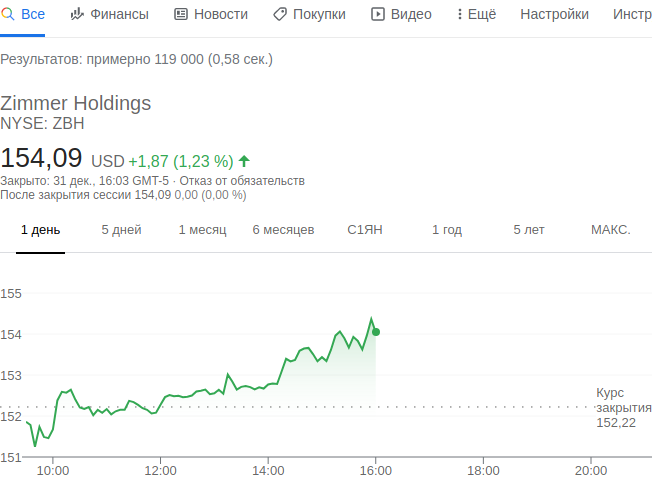 Все Финансы Новости Покупки Видео Ещё Настройки Инстр
Результатов: примерно 119 000 (0,58 сек.)
Zimmer Holdings
NYSE: ZBH
154,09 USD +1,87 (1,23 %)
Закрыто: 31 дек., 16:03 GMT-5 · Отказ от обязательств
После закрытия сессии 154,09 0,00 (0,00 %)
1 день 5 дней 1 месяц 6 месяцев С1ЯН 1 год 5 лет МАКС.
155
154
153
Курс
закрытия
152,22
152
151
10:00 12:00 14:00 16:00 18:00 20:00